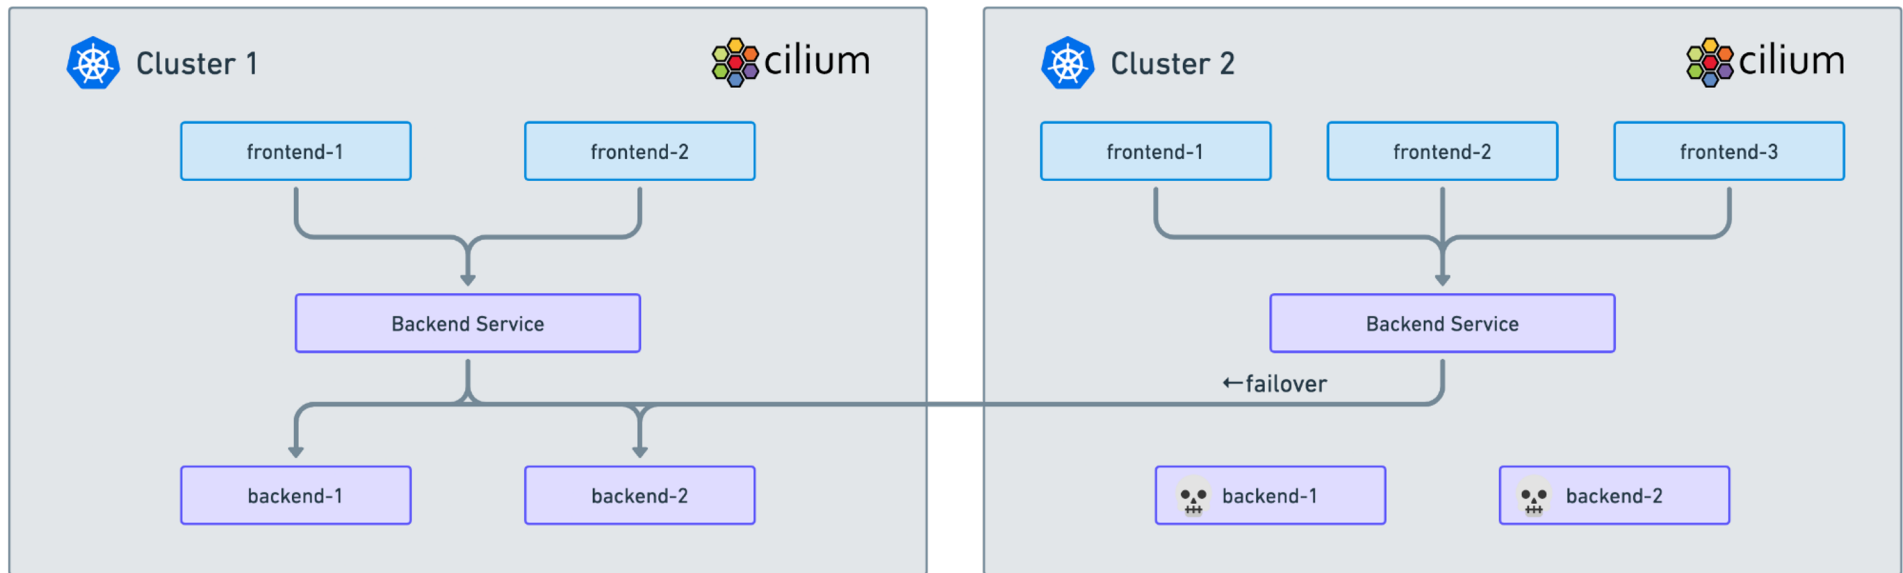 Cluster 1
cilium
frontend-1
frontend-2
Backend Service
backend-1
backend-2
Cluster 2
cilium
frontend-1
frontend-2
frontend-3
Backend Service
←failover
backend-1
backend-2